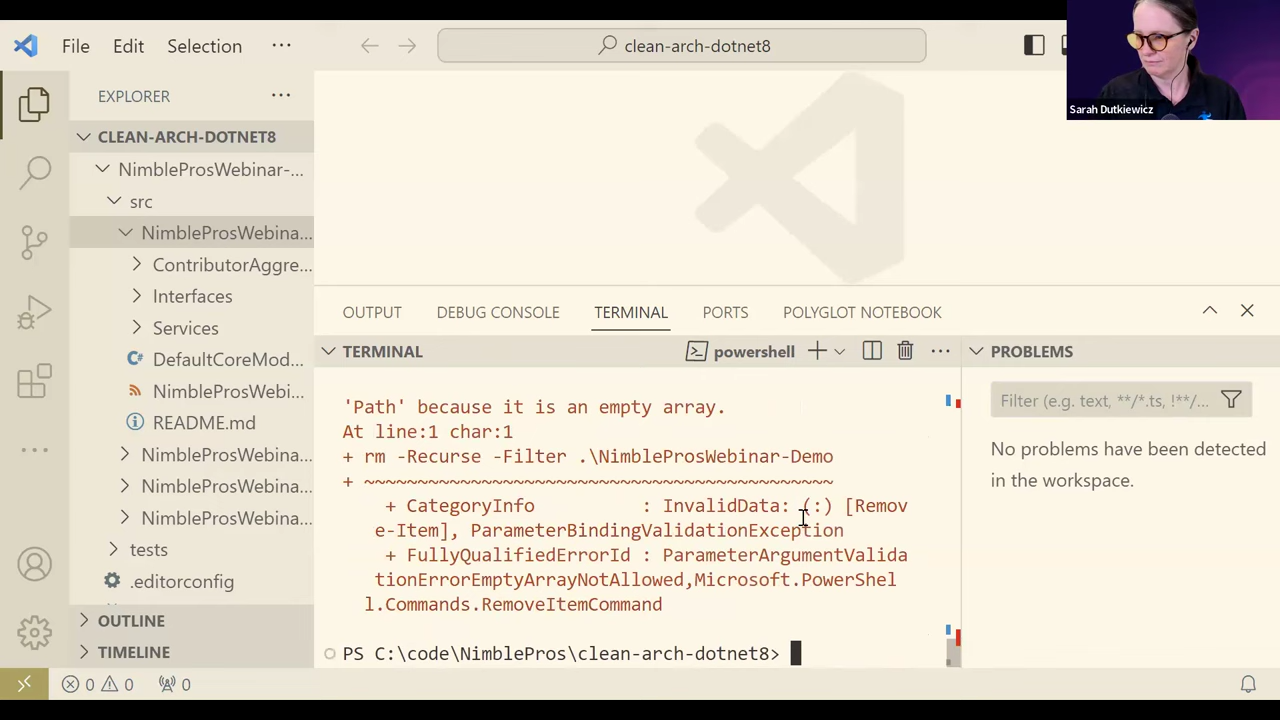 File Edit Selection ···
clean-arch-dotnet8
Sarah Dutkiewicz
EXPLORER ···
CLEAN-ARCH-DOTNET8
NimbleProsWebinar-...
src
NimbleProsWebina...
ContributorAggre...
Interfaces
Services
DefaultCoreMod...
NimbleProsWebi...
README.md
NimbleProsWebina...
NimbleProsWebina...
NimbleProsWebina...
tests
.editorconfig
OUTLINE
TIMELINE
OUTPUT DEBUG CONSOLE TERMINAL PORTS POLYGLOT NOTEBOOK
TERMINAL
powershell ···
'Path' because it is an empty array.
At line:1 char:1
+ rm -Recurse -Filter .\NimbleProsWebinar-Demo
+ ~~~~~~~~~~~~~~~~~~~~~~~~~~~~~~~~~~~~~~~~~~~~
+ CategoryInfo : InvalidData: (:) [Remov
e-Item], ParameterBindingValidationException
+ FullyQualifiedErrorId : ParameterArgumentValida
tionErrorEmptyArrayNotAllowed,Microsoft.PowerShel
l.Commands.RemoveItemCommand
PS C:\code\NimblePros\clean-arch-dotnet8>
PROBLEMS
Filter (e.g. text, **/*.ts, !**/...
No problems have been detected
in the workspace.
0 0 0